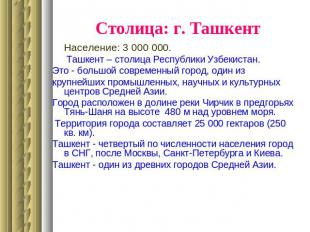 Столица: г. Ташкент
Население: 3 000 000.
Ташкент – столица Республики Узбекистан.
Это - большой современный город, один из
крупнейших промышленных, научных и культурных
центров Средней Азии.
Город расположен в долине реки Чирчик в предгорьях
Тянь-Шаня на высоте 480 м над уровнем моря.
Территория города составляет 25 000 гектаров (250
кв. км).
Ташкент - четвертый по численности населения город
в СНГ, после Москвы, Санкт-Петербурга и Киева.
Ташкент - один из древних городов Средней Азии.